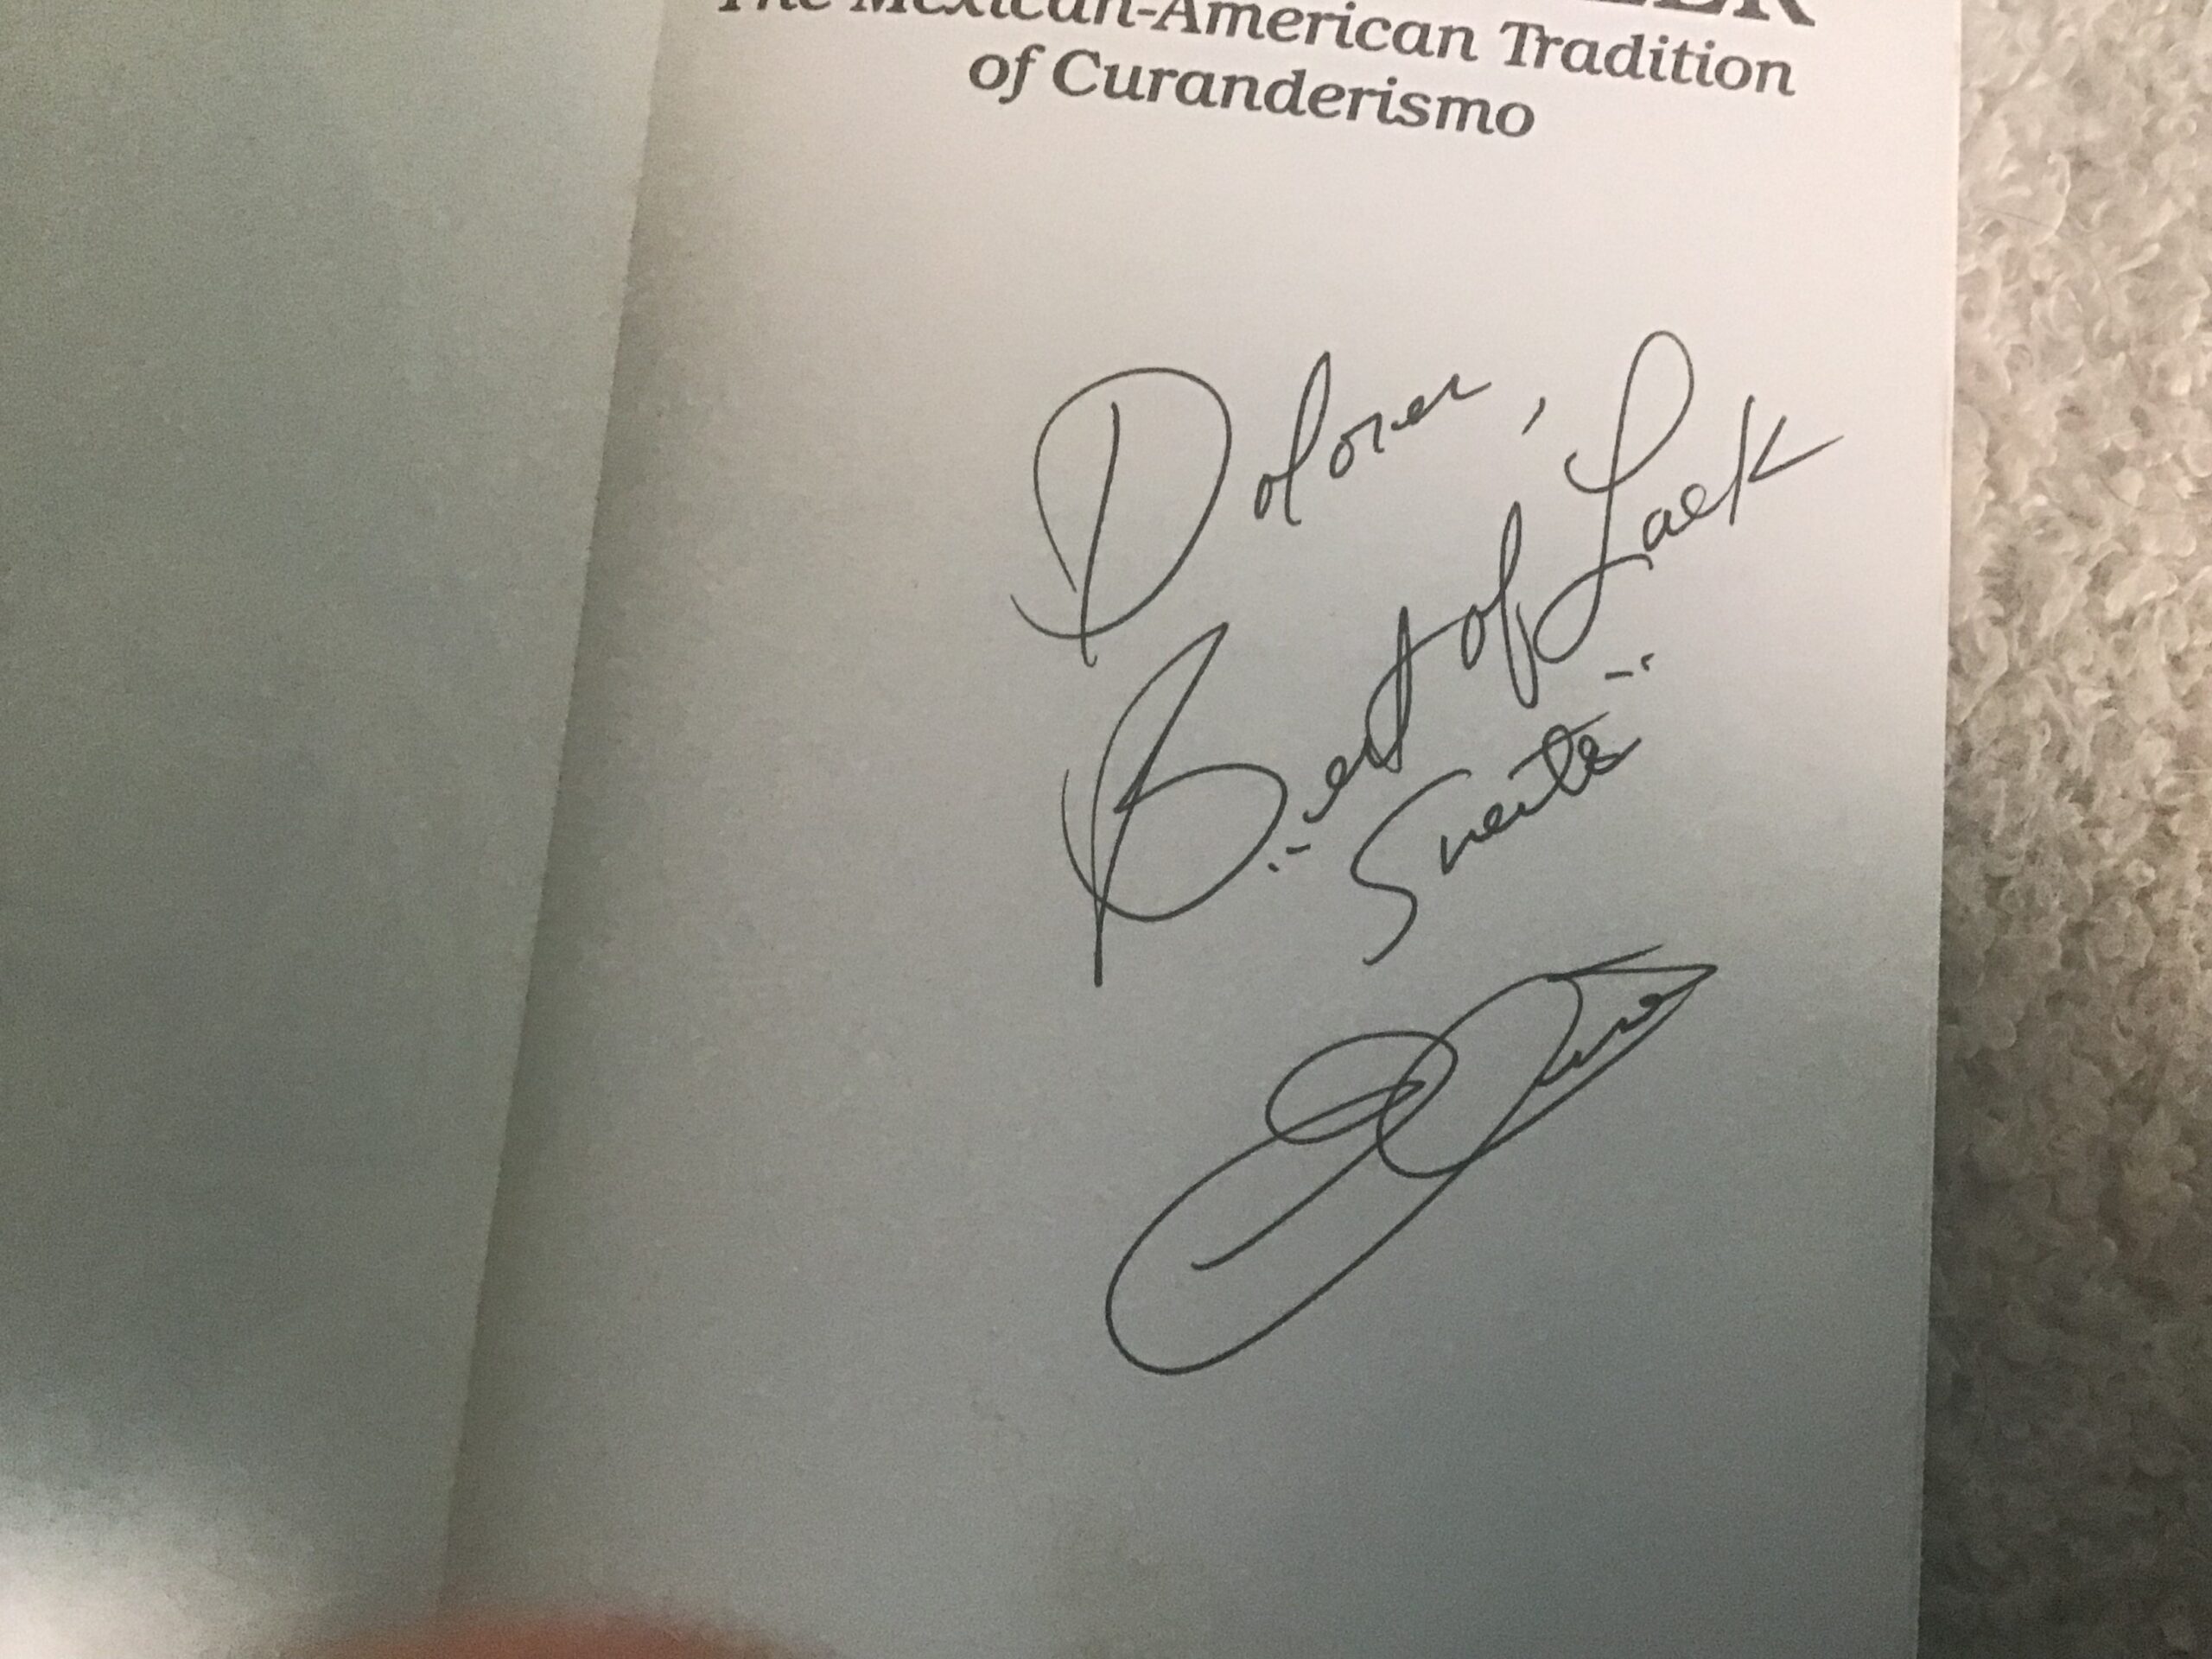 The Mexican-American Tradition
of Curanderismo
Dolores,
Best of Luck
Suerte